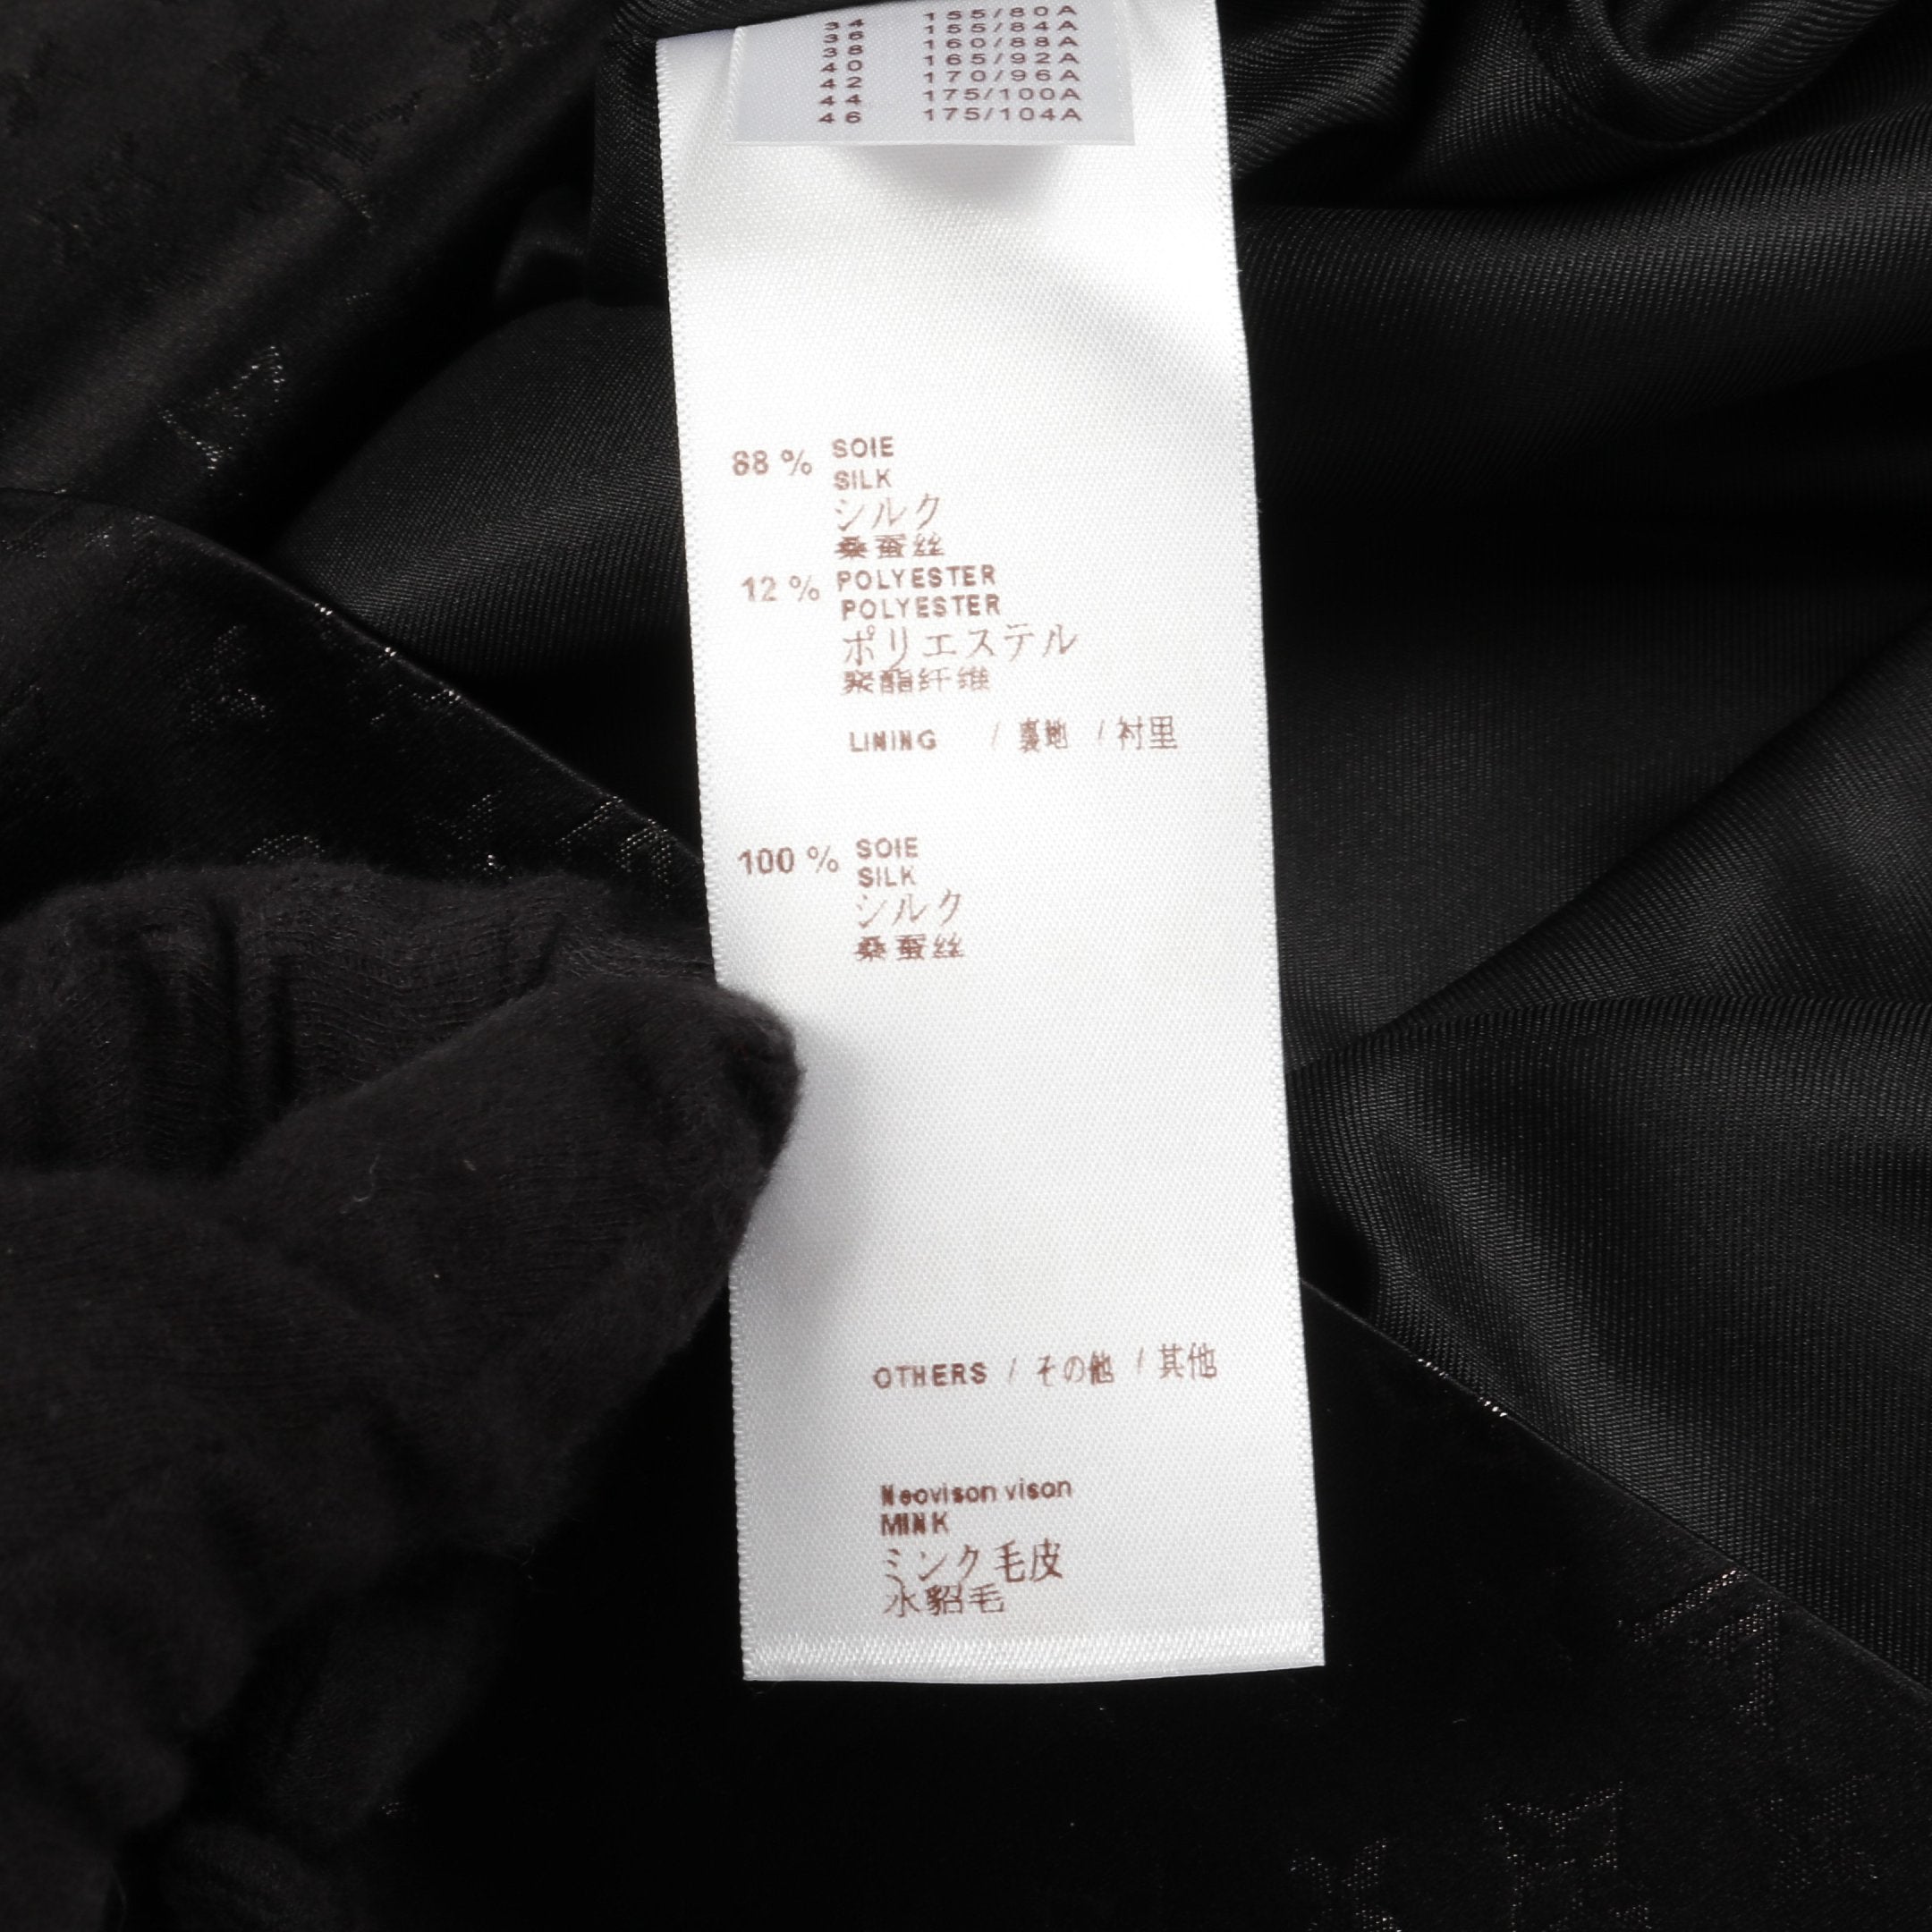 34 155/80A
36 155/84A
38 160/88A
40 165/92A
42 170/96A
44 175/100A
46 175/104A
88 % SOIE
SILK
シルク
桑蚕丝
12 % POLYESTER
POLYESTER
ポリエステル
聚酯纤维
LINING / 裏地 / 衬里
100 % SOIE
SILK
シルク
桑蚕丝
OTHERS / その他 / 其他
Neovison vison
MINK
ミンク毛皮
水貂毛